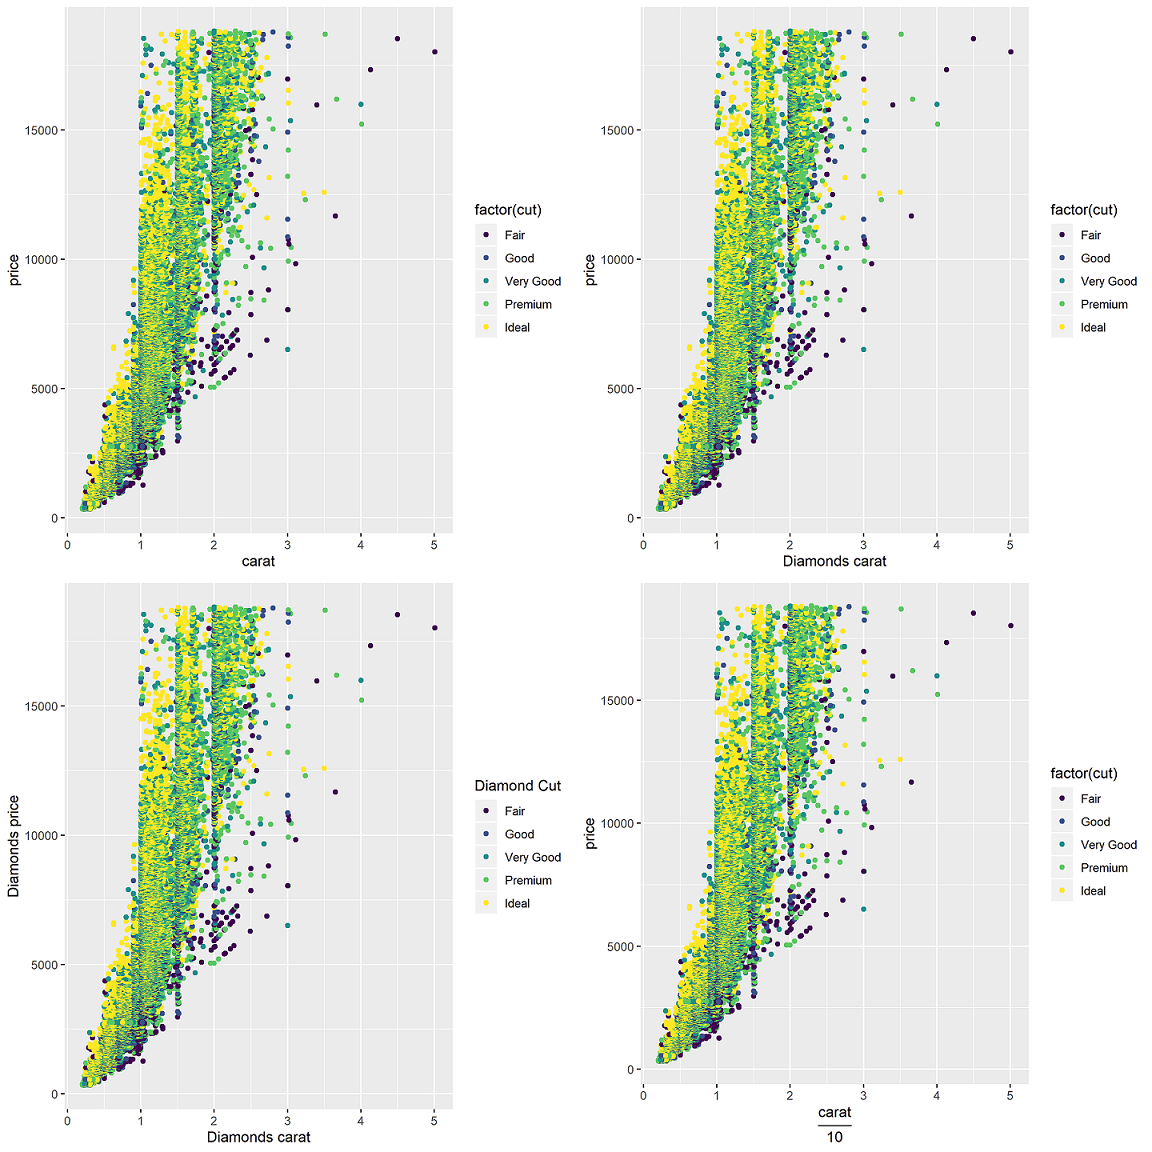 15000
10000
5000
0
price
0 1 2 3 4 5
carat
factor(cut)
Fair
Good
Very Good
Premium
Ideal
15000
10000
5000
0
price
0 1 2 3 4 5
Diamonds carat
factor(cut)
Fair
Good
Very Good
Premium
Ideal
15000
10000
5000
0
Diamonds price
0 1 2 3 4 5
Diamonds carat
Diamond Cut
Fair
Good
Very Good
Premium
Ideal
15000
10000
5000
0
price
0 1 2 3 4 5
carat
10
factor(cut)
Fair
Good
Very Good
Premium
Ideal